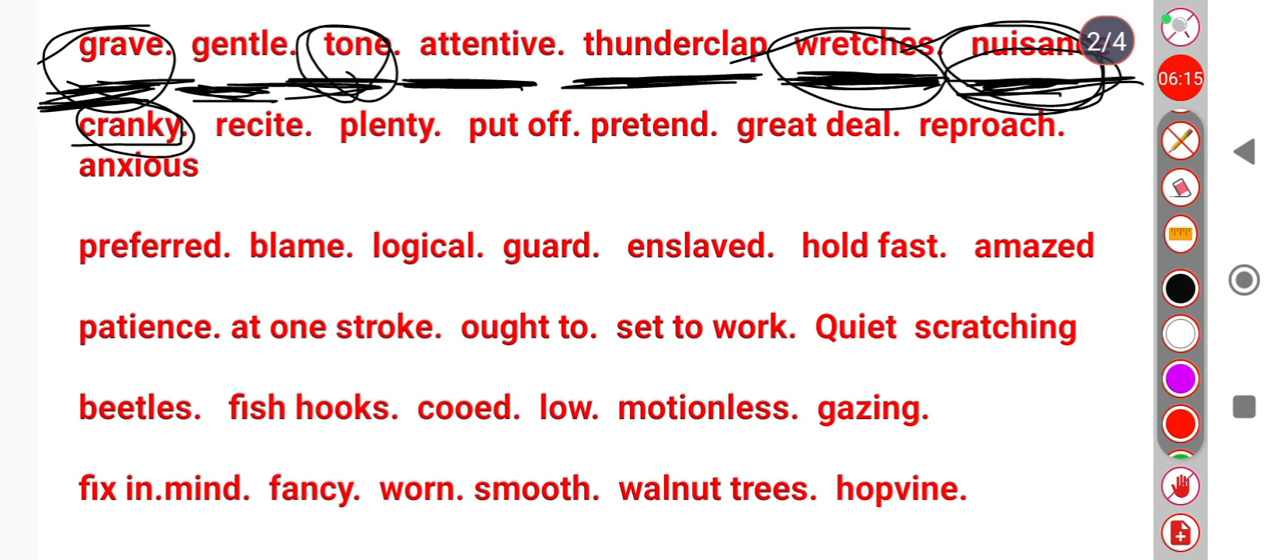 grave. gentle. tone. attentive. thunderclap wretches. nuisan 2/4
06:15
cranky. recite. plenty. put off. pretend. great deal. reproach.
anxious
preferred. blame. logical. guard. enslaved. hold fast. amazed
patience. at one stroke. ought to. set to work. Quiet scratching
beetles. fish hooks. cooed. low. motionless. gazing.
fix in.mind. fancy. worn. smooth. walnut trees. hopvine.